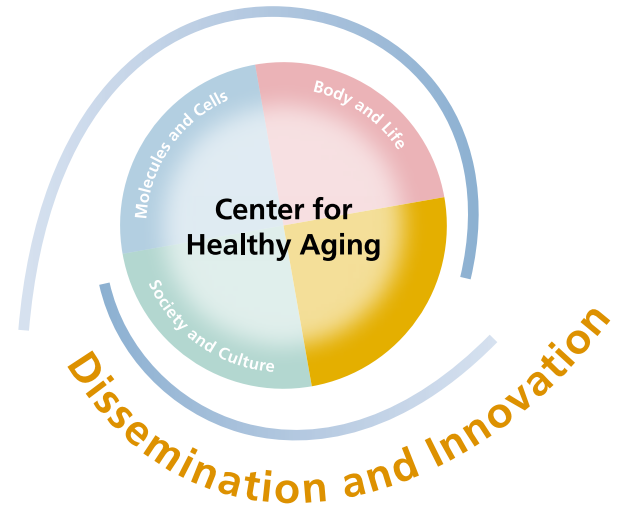 Molecules and Cells
Body and Life
Center for
Healthy Aging
Society and Culture
Dissemination and Innovation